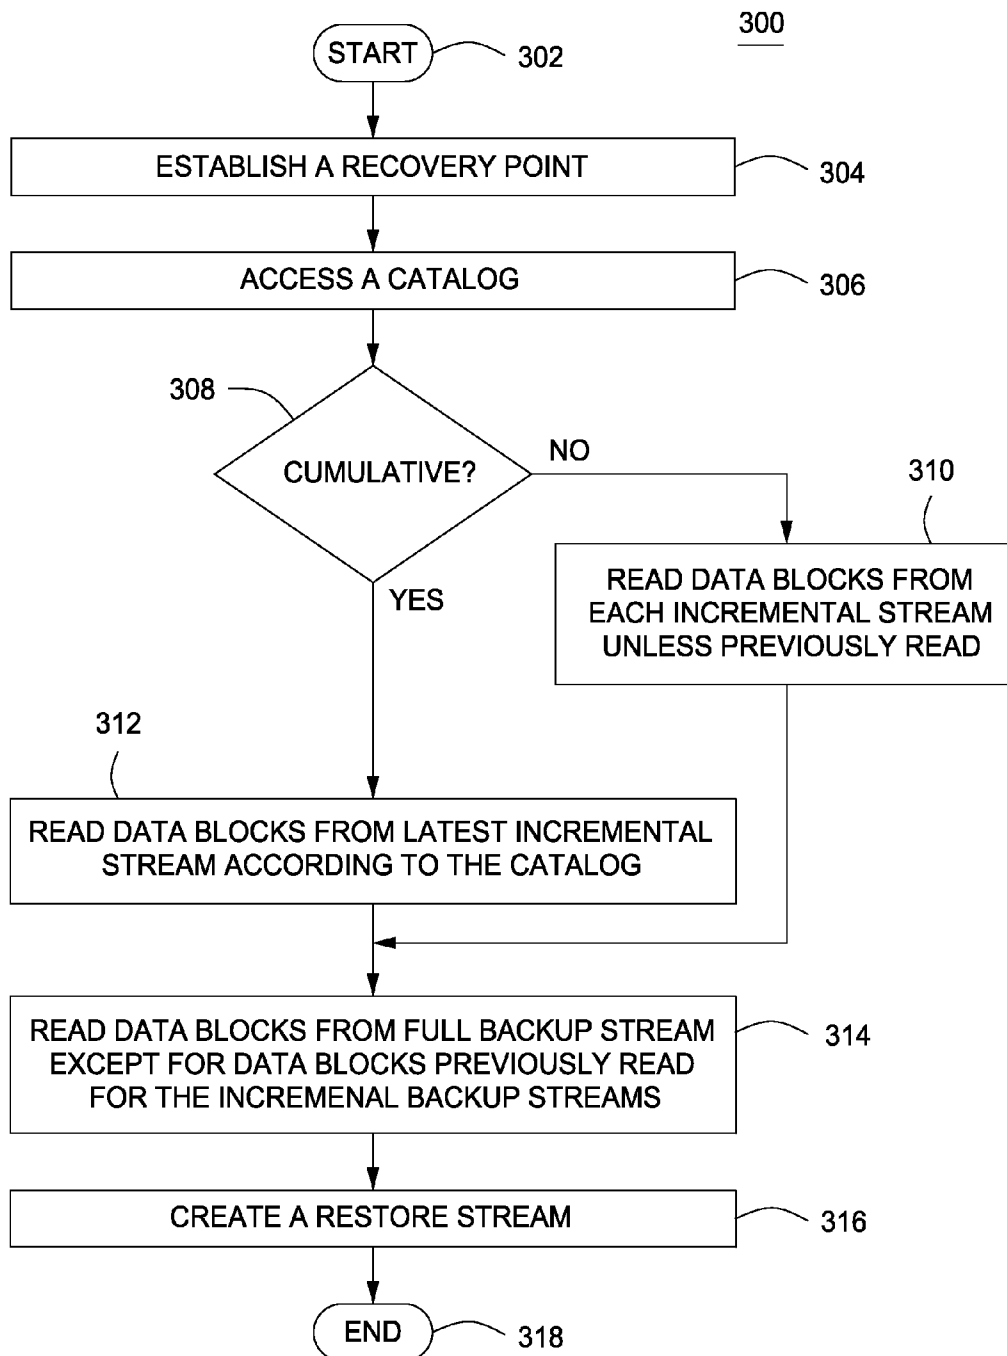 300
START
302
ESTABLISH A RECOVERY POINT
304
ACCESS A CATALOG
306
308
CUMULATIVE?
NO
310
YES
READ DATA BLOCKS FROM
EACH INCREMENTAL STREAM
UNLESS PREVIOUSLY READ
312
READ DATA BLOCKS FROM LATEST INCREMENTAL
STREAM ACCORDING TO THE CATALOG
READ DATA BLOCKS FROM FULL BACKUP STREAM
EXCEPT FOR DATA BLOCKS PREVIOUSLY READ
FOR THE INCREMENAL BACKUP STREAMS
314
CREATE A RESTORE STREAM
316
END
318